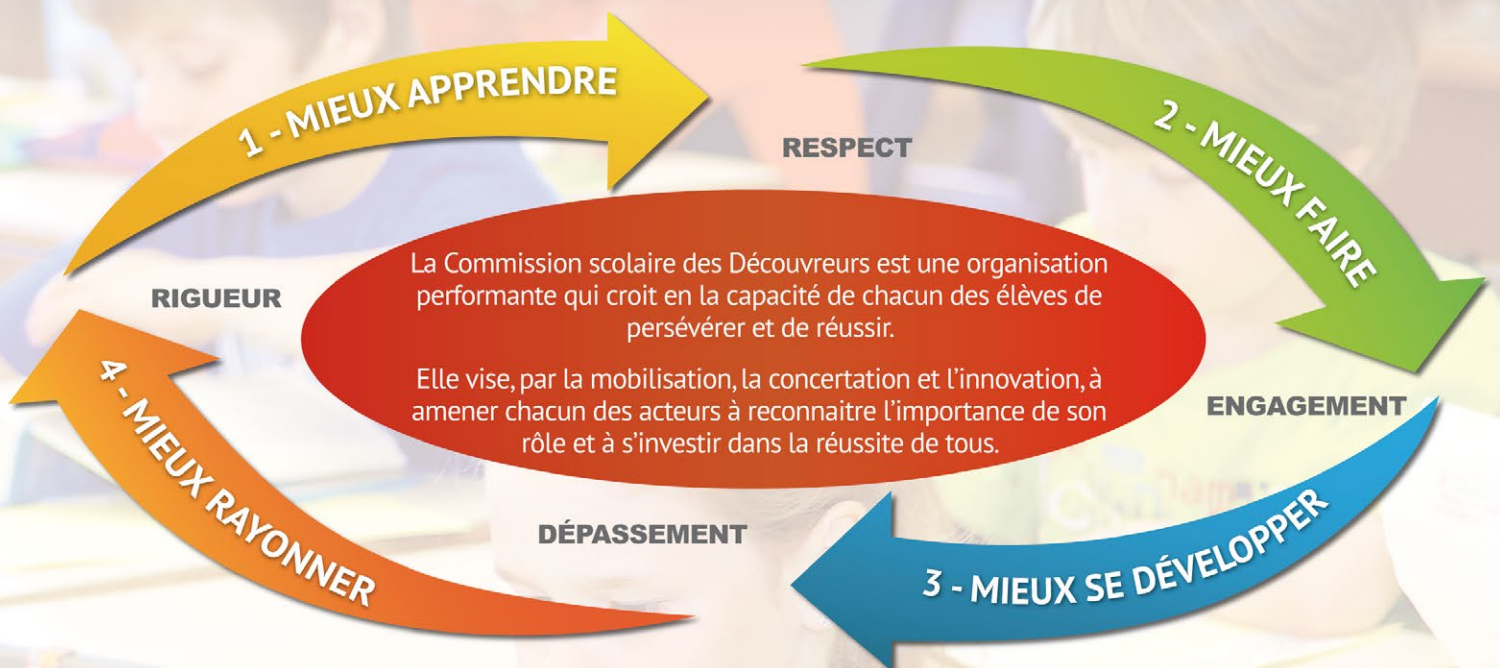 1 - MIEUX APPRENDRE
2 - MIEUX FAIRE
RESPECT
La Commission scolaire des Découvreurs est une organisation
performante qui croit en la capacité de chacun des élèves de
persévérer et de réussir.
Elle vise, par la mobilisation, la concertation et l'innovation, à
amener chacun des acteurs à reconnaitre l'importance de son
rôle et à s'investir dans la réussite de tous.
RIGUEUR
ENGAGEMENT
DÉPASSEMENT
3 - MIEUX SE DÉVELOPPER
4 - MIEUX RAYONNER